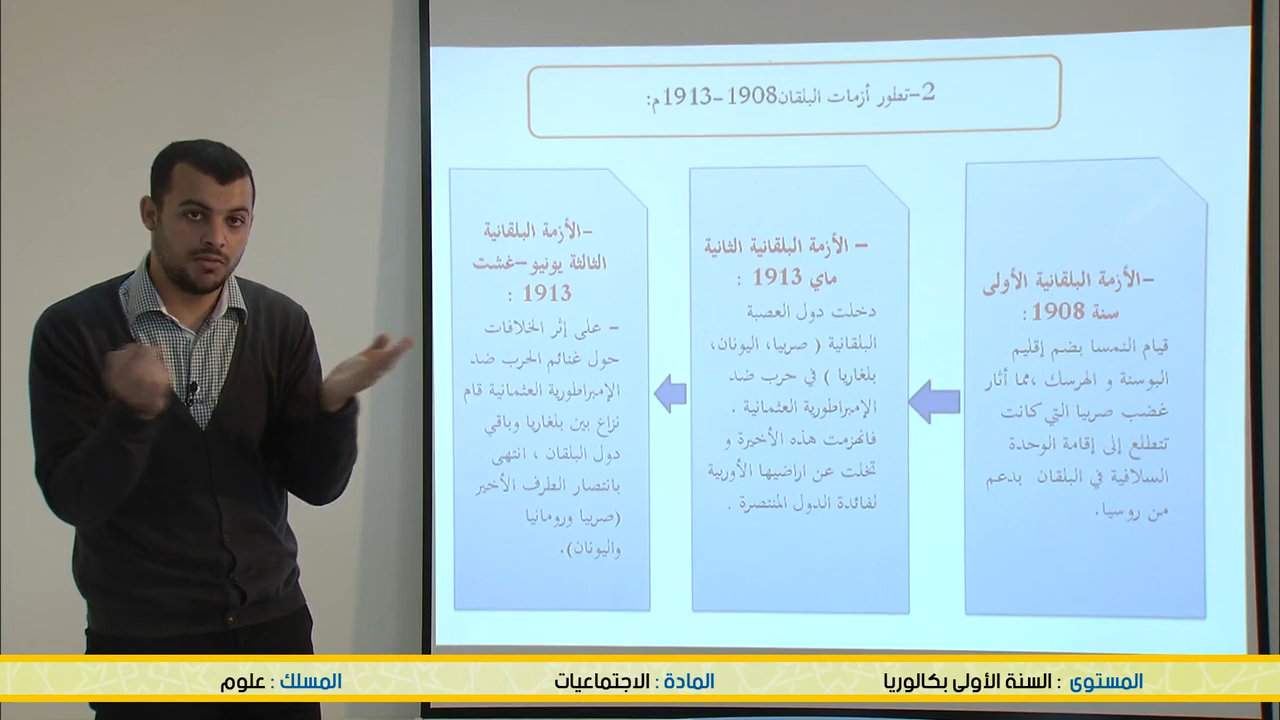 2-تطور أزمات البلقان1908-1913م:
-الأزمة البلقانية الأولى
سنة 1908:
قيام النمسا بضم إقليم
البوسنة و الهرسك ،مما أثار
غضب صربيا التي كانت
تتطلع إلى إقامة الوحدة
السلافية في البلقان بدعم
من روسيا.
- الأزمة البلقانية الثانية
ماي 1913 :
دخلت دول العصبة
البلقانية ( صربيا، اليونان،
بلغاريا ) في حرب ضد
الإمبراطورية العثمانية .
فانهزمت هذه الأخيرة و
تخلت عن اراضيها الأوربية
لفائدة الدول المنتصرة .
-الأزمة البلقانية
الثالثة يونيو-غشت
1913 :
- على إثر الخلافات
حول غنائم الحرب ضد
الإمبراطورية العثمانية قام
نزاع بين بلغاريا وباقي
دول البلقان ، انتهى
بانتصار الطرف الأخير
(صربيا ورومانيا
واليونان).
المستوى : السنة الأولى بكالوريا
المادة : الاجتماعيات
المسلك : علوم